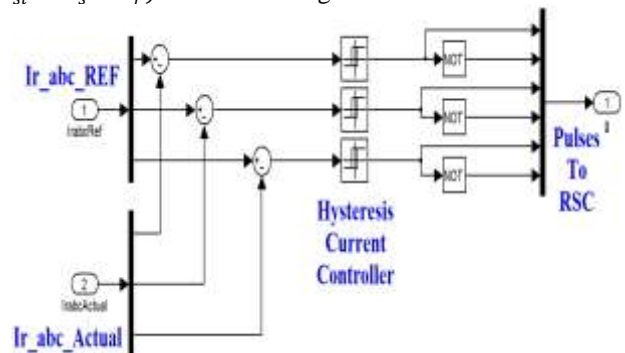 Ir_abc_REF
1
IrabcRef
NOT
NOT
NOT
1
Pulses
To
RSC
Hysteresis
Current
Controller
2
IrabcActual
Ir_abc_Actual